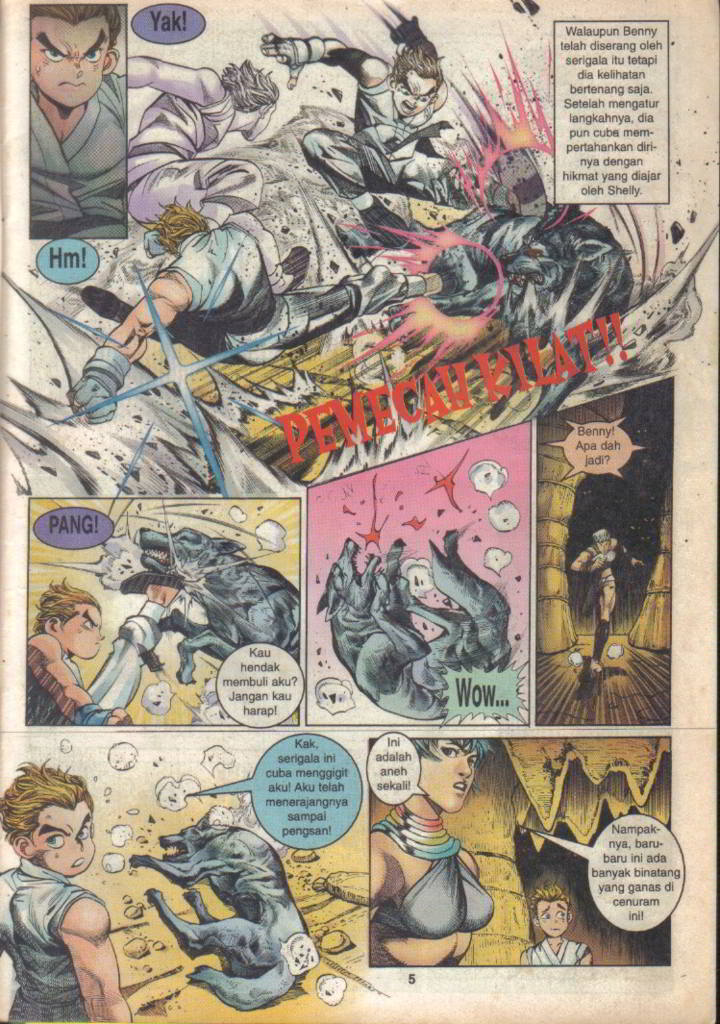 Yak!
Walaupun Benny
telah diserang oleh
serigala itu tetapi
dia kelihatan
bertenang saja.
Setelah mengatur
langkahnya, dia
pun cuba mem-
pertahankan diri-
nya dengan
hikmat yang diajar
oleh Shelly.
Hm!
PEMECAH KILAT!!
PANG!
Kau
hendak
membuli aku?
Jangan kau
harap!
Wow...
Benny!
Apa dah
jadi?
Kak,
serigala ini
cuba menggigit
aku! Aku telah
menerajangnya
sampai
pengsan!
Ini
adalah
aneh
sekali!
Nampak-
nya, baru-
baru ini ada
banyak binatang
yang ganas di
cenuram
ini!
5